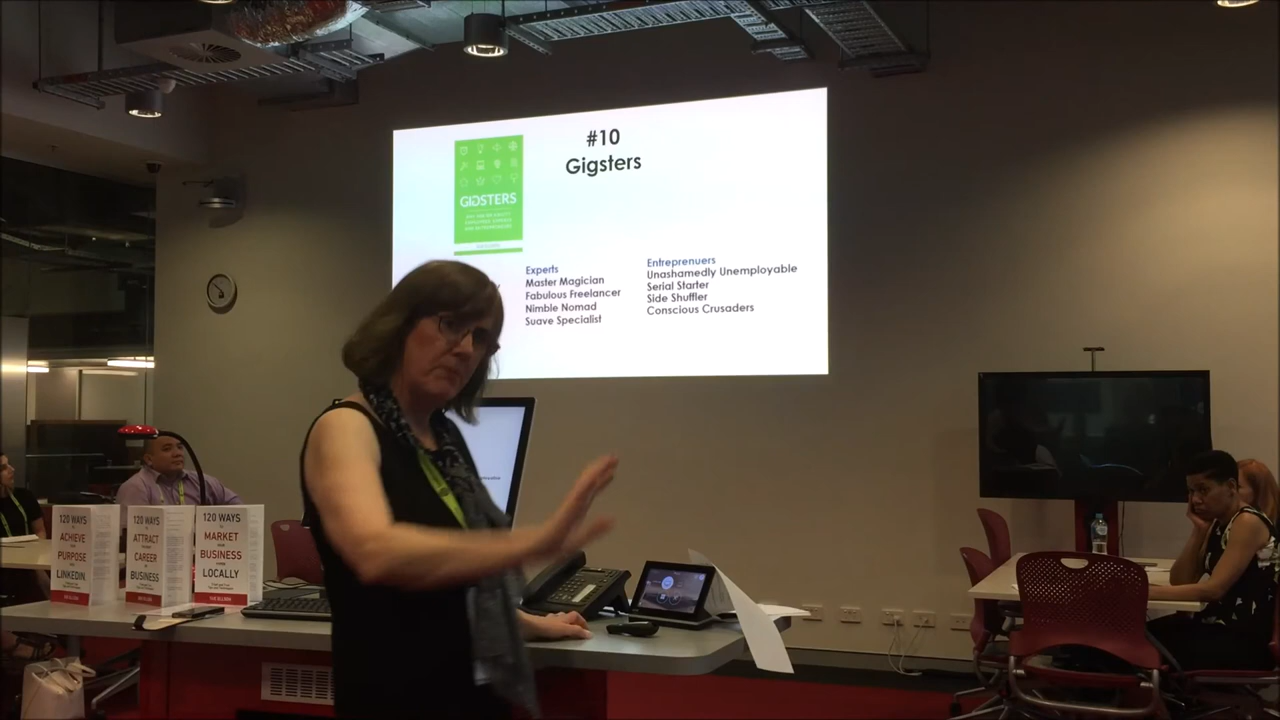 #10
Gigsters
GIGSTERS
Experts
Master Magician
Fabulous Freelancer
Nimble Nomad
Suave Specialist
Entreprenuers
Unashamedly Unemployable
Serial Starter
Side Shuffler
Conscious Crusaders
120 WAYS
ACHIEVE
PURPOSE
LINKEDIN
120 WAYS
ATTRACT
CAREER
BUSINESS
120 WAYS
MARKET
BUSINESS
LOCALLY